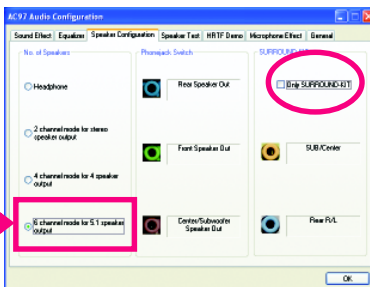 AC97 Audio Configuration
Sound Effect Equalizer Speaker Configuration Speaker Test HRTF Demo Microphone Effect General
No. of Speakers
Phonejack Switch
SURROUND-KIT
Headphone
Rear Speaker Out
Only SURROUND-KIT
2 channel mode for stereo
speaker output
Front Speaker Out
SUB/Center
4 channel mode for 4 speaker
output
6 channel mode for 5.1 speaker
output
Center/Subwoofer
Speaker Out
Rear R/L
OK